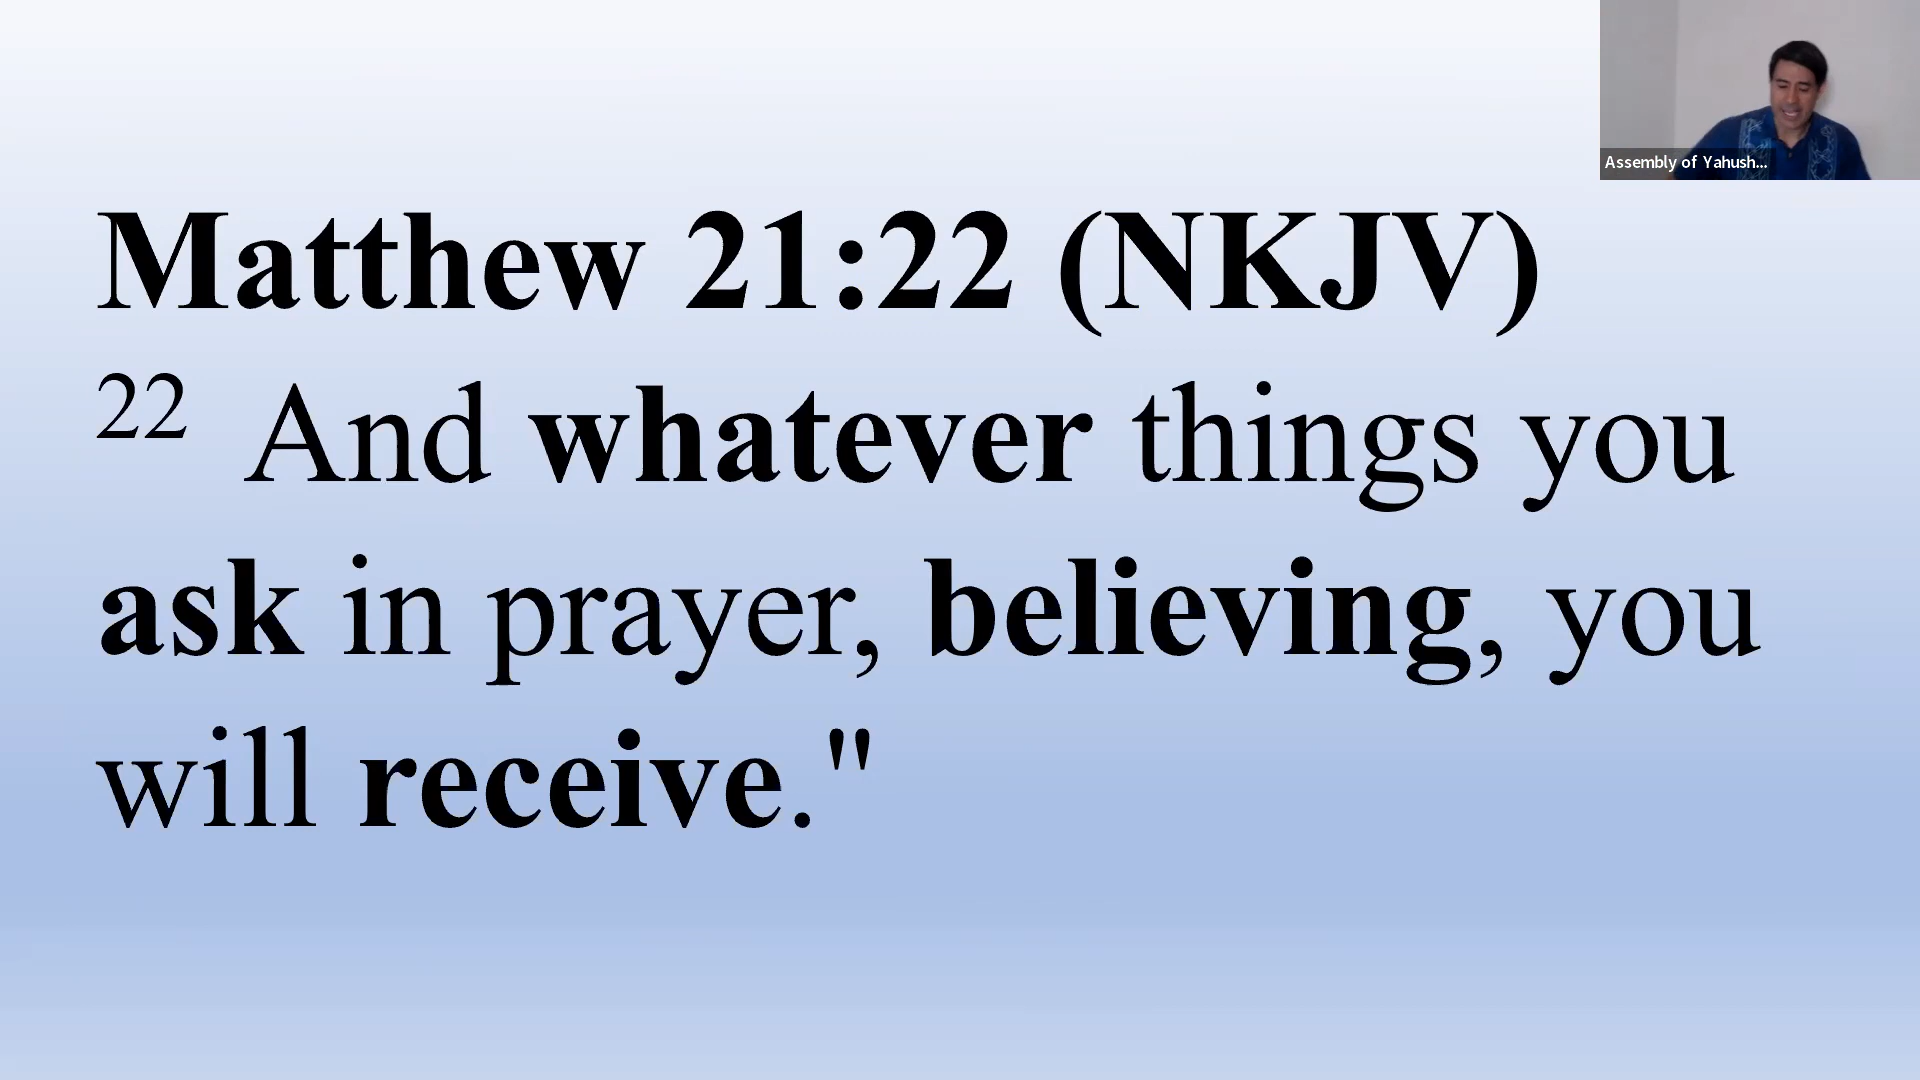 Assembly of Yahush...
Matthew 21:22 (NKJV)
22 And whatever things you
ask in prayer, believing, you
will receive."